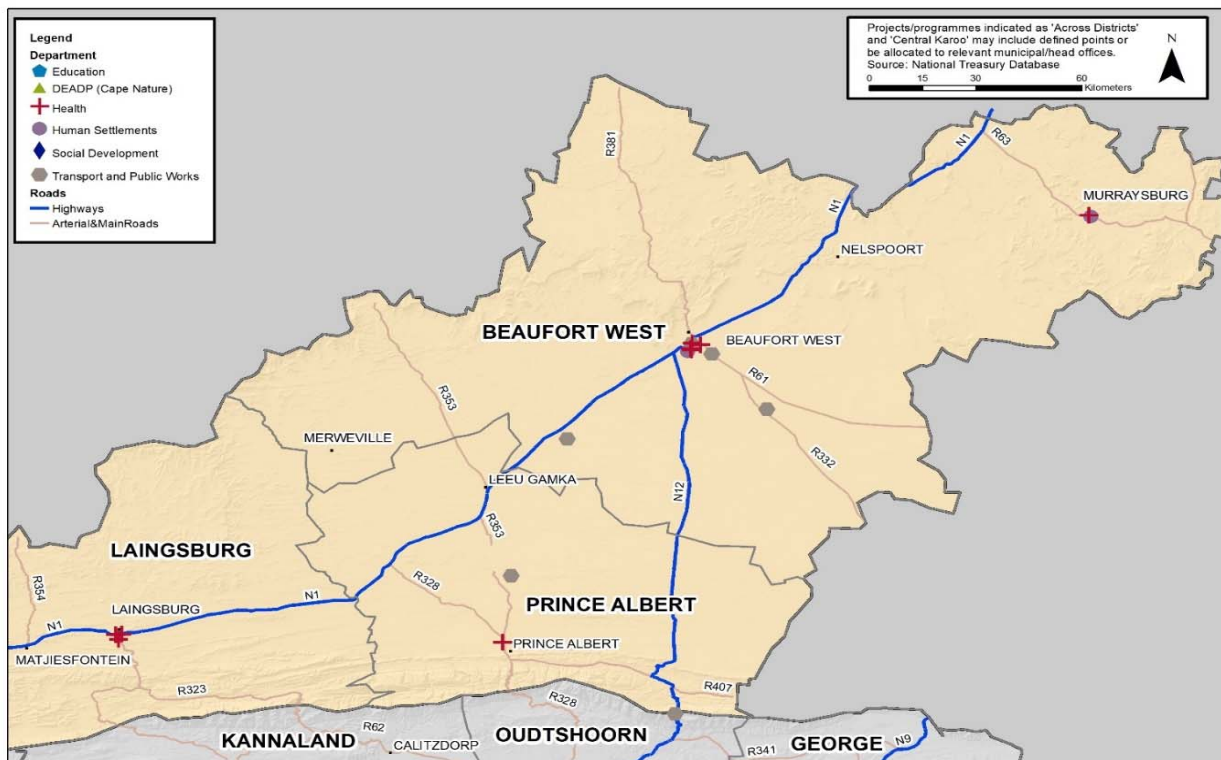 Legend
Department
Education
DEADP (Cape Nature)
Health
Human Settlements
Social Development
Transport and Public Works
Roads
Highways
Arterial&MainRoads
Projects/programmes indicated as 'Across Districts'
and 'Central Karoo' may include defined points or
be allocated to relevant municipal/head offices.
Source: National Treasury Database
0 15 30 60
Kilometers
N
R381
N1
R63
MURRAYSBURG
N1
NELSPOORT
BEAUFORT WEST
BEAUFORT WEST
R61
R353
MERWEVILLE
R332
LEEU GAMKA
N12
R353
LAINGSBURG
R328
R354
PRINCE ALBERT
LAINGSBURG
N1
N1
PRINCE ALBERT
MATJIESFONTEIN
R323
R407
R328
R62
KANNALAND
CALITZDORP
OUDTSHOORN
R341
GEORGE
N9